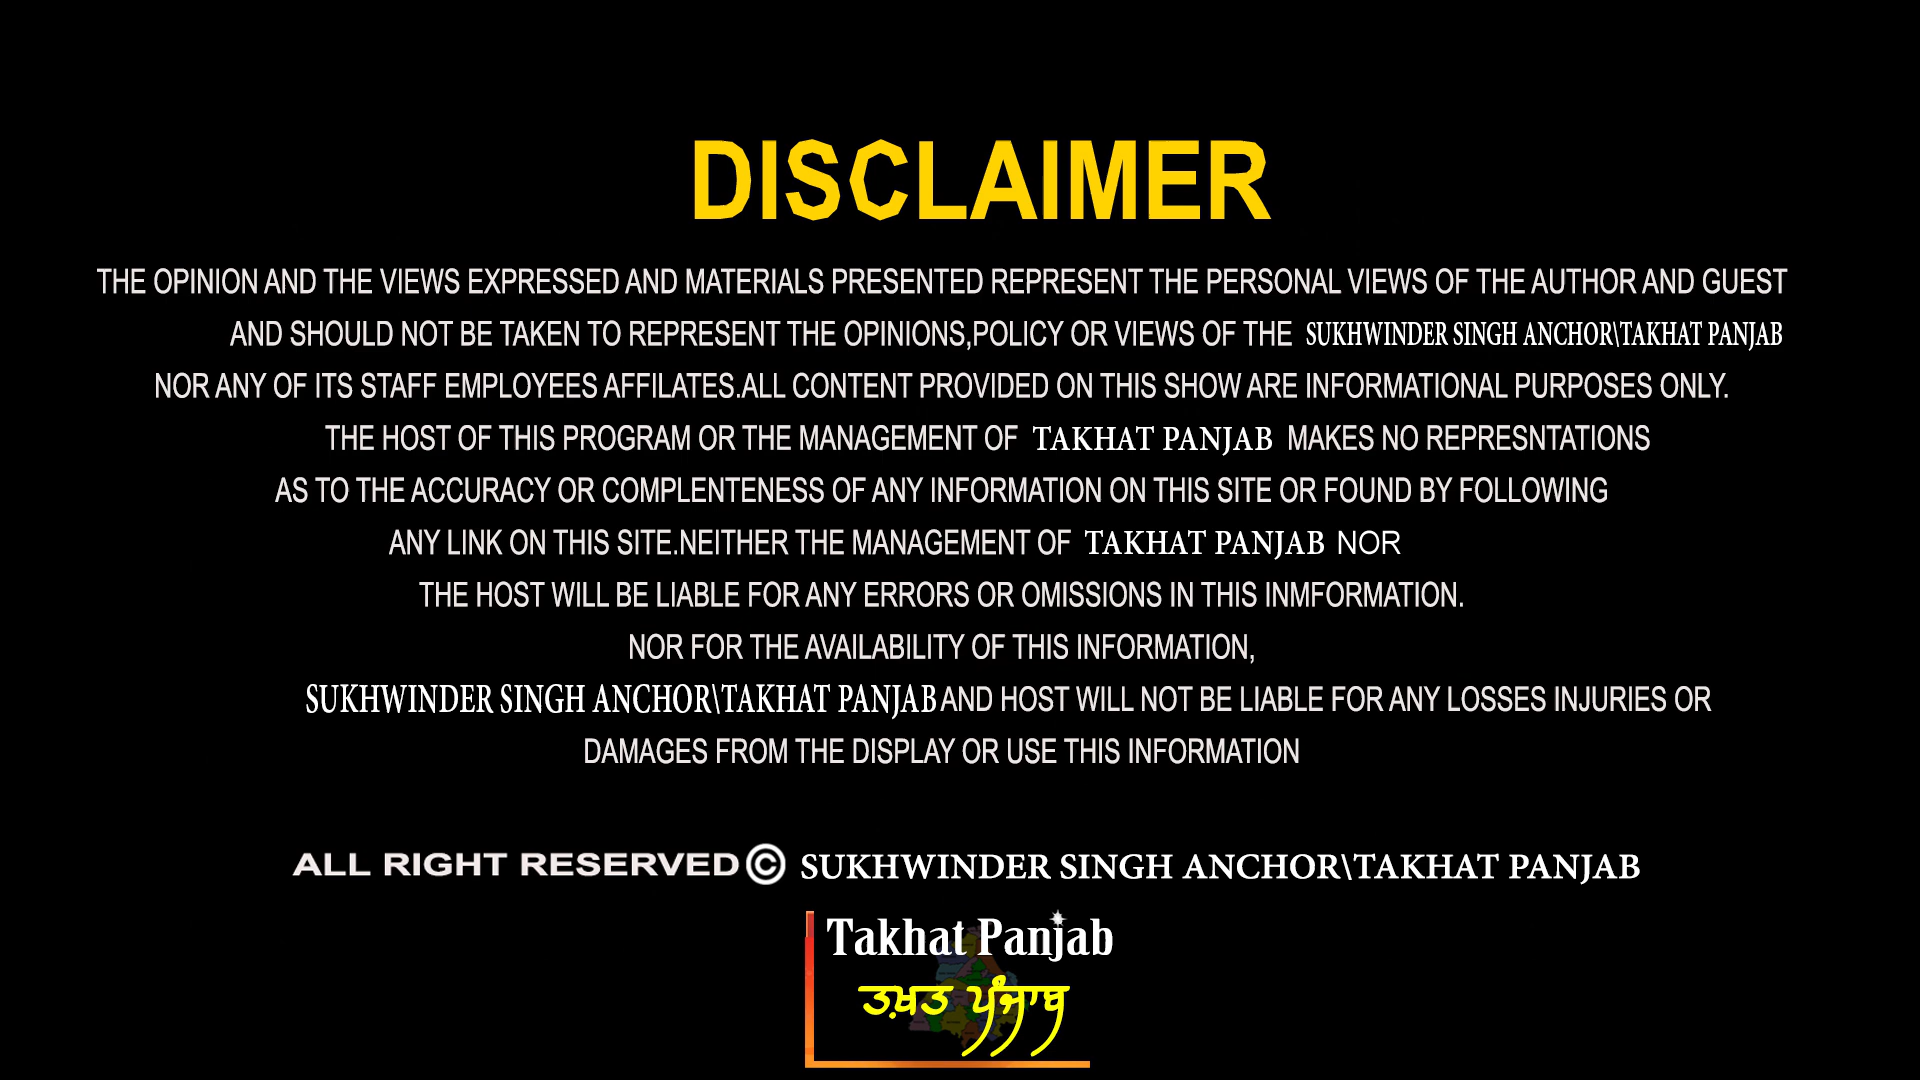 DISCLAIMER
THE OPINION AND THE VIEWS EXPRESSED AND MATERIALS PRESENTED REPRESENT THE PERSONAL VIEWS OF THE AUTHOR AND GUEST
AND SHOULD NOT BE TAKEN TO REPRESENT THE OPINIONS,POLICY OR VIEWS OF THE SUKHWINDER SINGH ANCHOR\TAKHAT PANJAB
NOR ANY OF ITS STAFF EMPLOYEES AFFILATES.ALL CONTENT PROVIDED ON THIS SHOW ARE INFORMATIONAL PURPOSES ONLY.
THE HOST OF THIS PROGRAM OR THE MANAGEMENT OF TAKHAT PANJAB MAKES NO REPRESNTATIONS
AS TO THE ACCURACY OR COMPLENTENESS OF ANY INFORMATION ON THIS SITE OR FOUND BY FOLLOWING
ANY LINK ON THIS SITE.NEITHER THE MANAGEMENT OF TAKHAT PANJAB NOR
THE HOST WILL BE LIABLE FOR ANY ERRORS OR OMISSIONS IN THIS INMFORMATION.
NOR FOR THE AVAILABILITY OF THIS INFORMATION,
SUKHWINDER SINGH ANCHOR\TAKHAT PANJAB AND HOST WILL NOT BE LIABLE FOR ANY LOSSES INJURIES OR
DAMAGES FROM THE DISPLAY OR USE THIS INFORMATION
ALL RIGHT RESERVED © SUKHWINDER SINGH ANCHOR\TAKHAT PANJAB
Takhat Panjab
ਤਖ਼ਤ ਪੰਜਾਬ